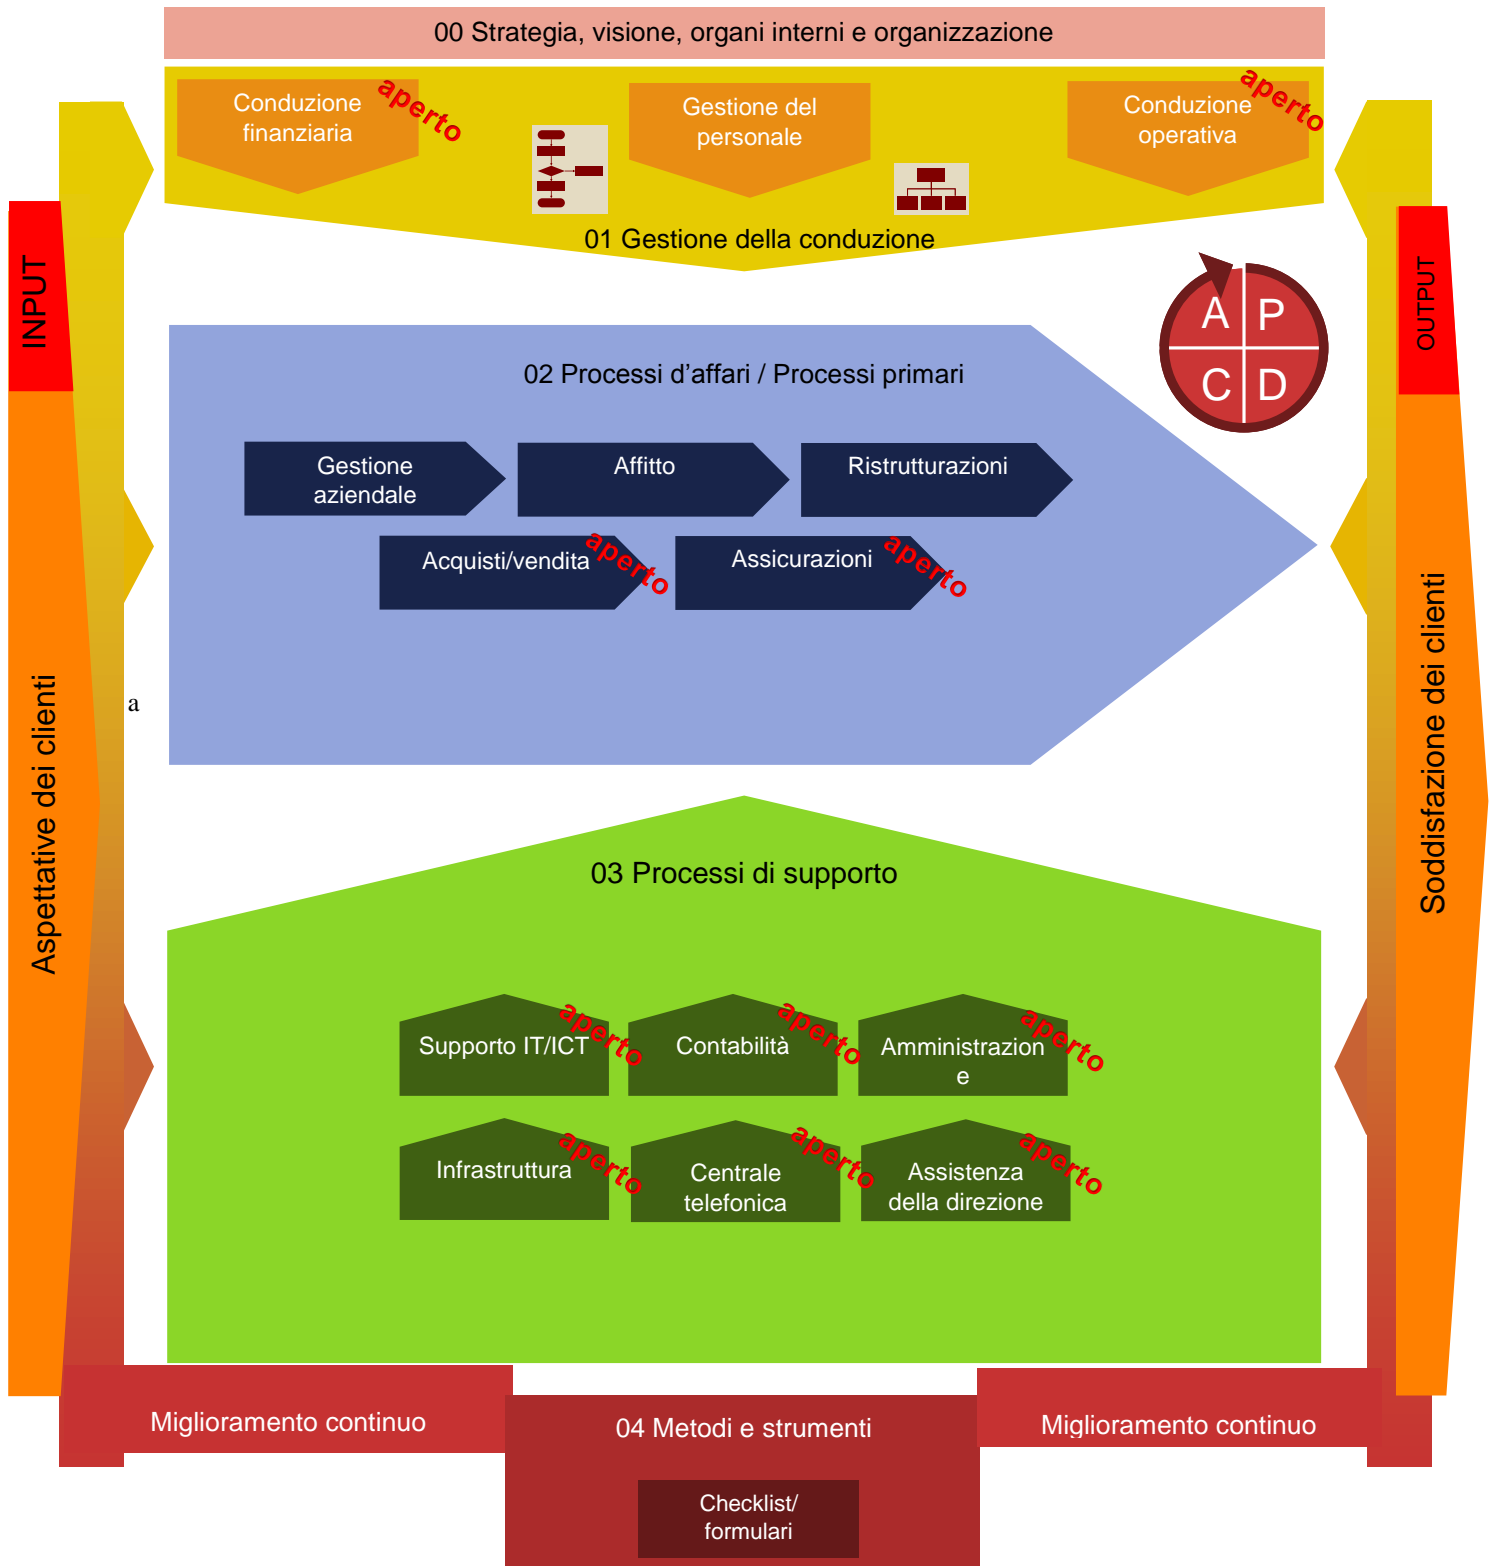 00 Strategia, visione, organi interni e organizzazione
Conduzione
finanziaria
aperto
Gestione del
personale
Conduzione
operativa
aperto
01 Gestione della conduzione
INPUT
OUTPUT
A P
C D
02 Processi d’affari / Processi primari
Gestione
aziendale
Affitto
Ristrutturazioni
Acquisti/vendita
aperto
Assicurazioni
aperto
Aspettative dei clienti
a
Soddisfazione dei clienti
03 Processi di supporto
Supporto IT/ICT
aperto
Contabilità
aperto
Amministrazion
e
aperto
Infrastruttura
aperto
Centrale
telefonica
aperto
Assistenza
della direzione
aperto
Miglioramento continuo
04 Metodi e strumenti
Miglioramento continuo
Checklist/
formulari